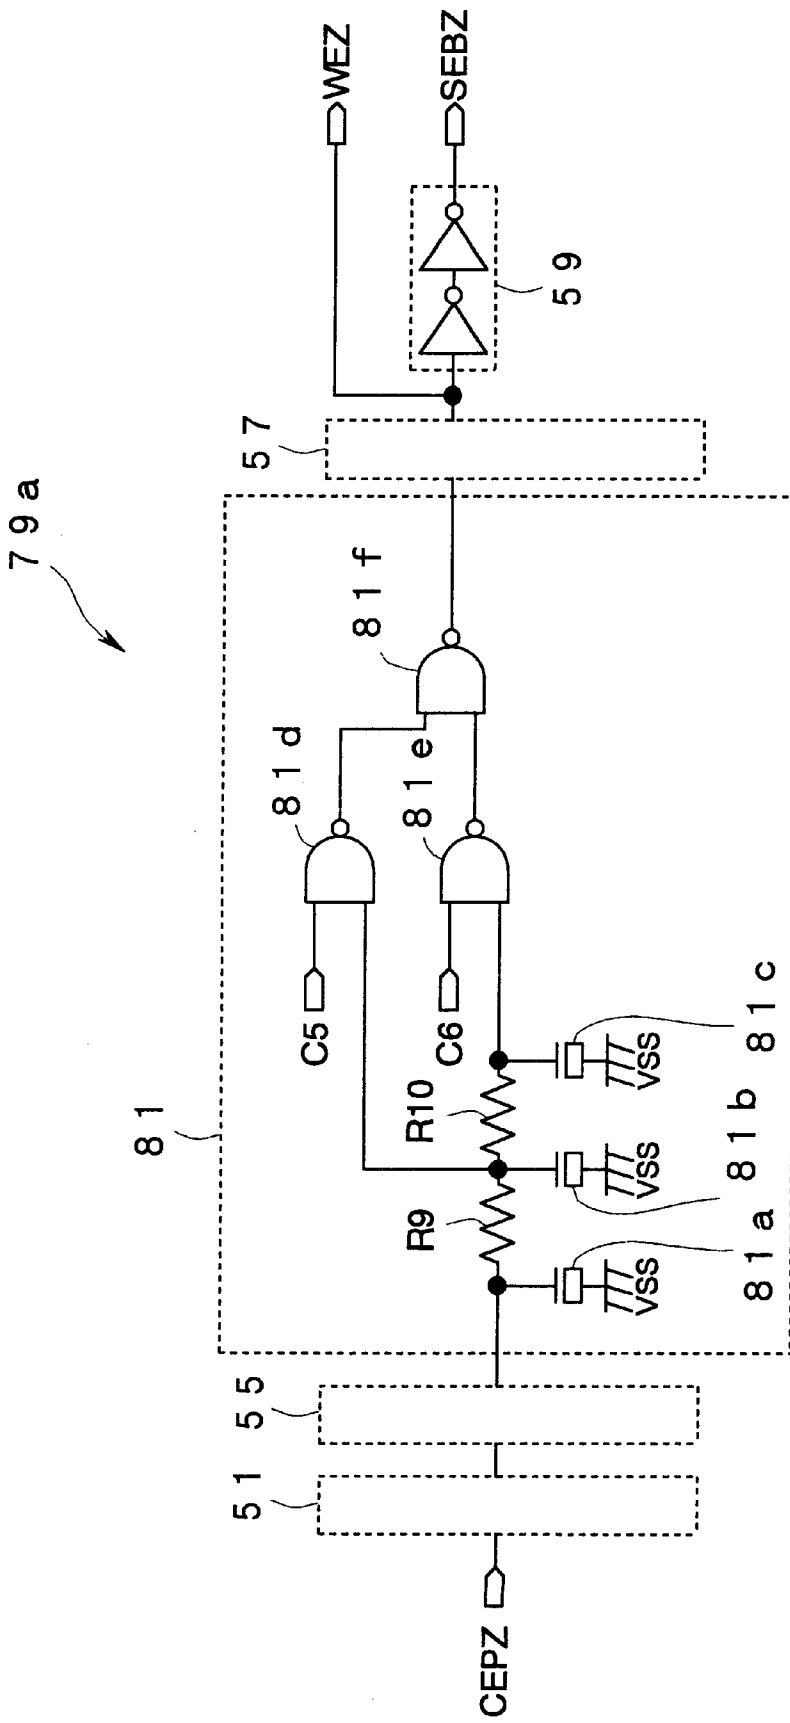 79a
81
51
55
57
59
CEPZ
WEZ
SEBZ
R9
R10
C5
C6
81d
81e
81f
VSS
VSS
VSS
81a
81b
81c